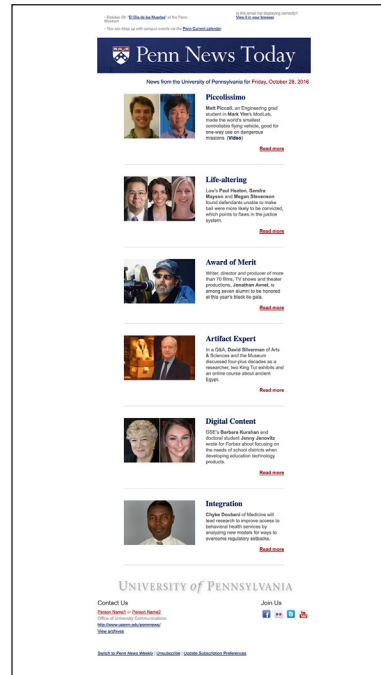 - October 29: "El Día de los Muertos" at the Penn
Museum
- You can keep up with campus events via the Penn Current calendar.
Is this email not displaying correctly?
View it in your browser.
Penn News Today
News from the University of Pennsylvania for Friday, October 28, 2016
Piccolissimo
Matt Piccoli, an Engineering grad
student in Mark Yim's ModLab,
made the world's smallest
controllable flying vehicle, good for
one-way use on dangerous
missions. (Video)
Read more
Life-altering
Law's Paul Heaton, Sandra
Mayson and Megan Stevenson
found defendants unable to make
bail were more likely to be convicted,
which points to flaws in the justice
system.
Read more
Award of Merit
Writer, director and producer of more
than 70 films, TV shows and theater
productions, Jonathan Avnet, is
among seven alumni to be honored
at this year's black tie gala.
Read more
Artifact Expert
In a Q&A, David Silverman of Arts
& Sciences and the Museum
discussed four-plus decades as a
researcher, two King Tut exhibits and
an online course about ancient
Egypt.
Read more
Digital Content
GSE's Barbara Kurshan and
doctoral student Jenny Janovitz
wrote for Forbes about focusing on
the needs of school districts when
developing education technology
products.
Read more
Integration
Chyke Doubeni of Medicine will
lead research to improve access to
behavioral health services by
analyzing new models for ways to
overcome regulatory setbacks.
Read more
UNIVERSITY of PENNSYLVANIA
Contact Us
Person Name1 or Person Name2
Office of University Communications
http://www.upenn.edu/pennnews/
View archives
Join Us
Switch to Penn News Weekly | Unsubscribe | Update Subscription Preferences